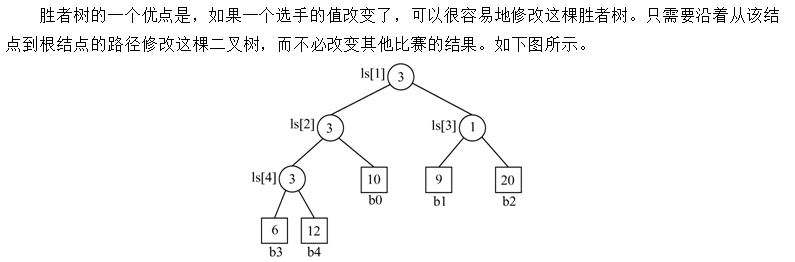 胜者树的一个优点是，如果一个选手的值改变了，可以很容易地修改这棵胜者树。只需要沿着从该结
点到根结点的路径修改这棵二叉树，而不必改变其他比赛的结果。如下图所示。
ls[1] 3
ls[2] 3 ls[3] 1
ls[4] 3 10 9 20
b0 b1 b2
6 12
b3 b4